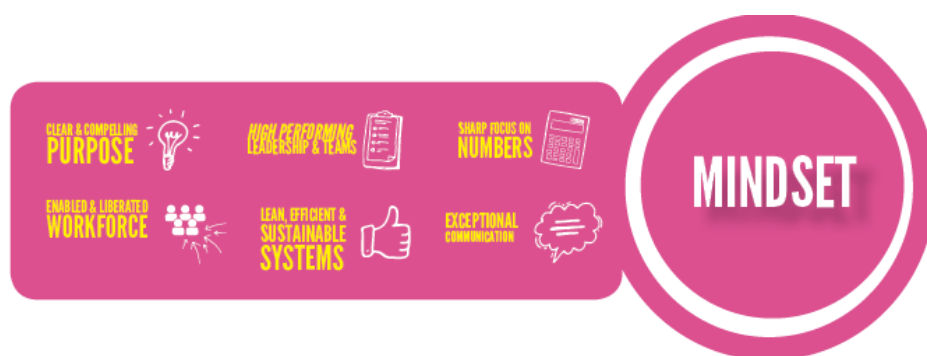 CLEAR & COMPELLING
PURPOSE
HIGH PERFORMING
LEADERSHIP & TEAMS
SHARP FOCUS ON
NUMBERS
ENABLED & LIBERATED
WORKFORCE
LEAN, EFFICIENT &
SUSTAINABLE
SYSTEMS
EXCEPTIONAL
COMMUNICATION
MINDSET